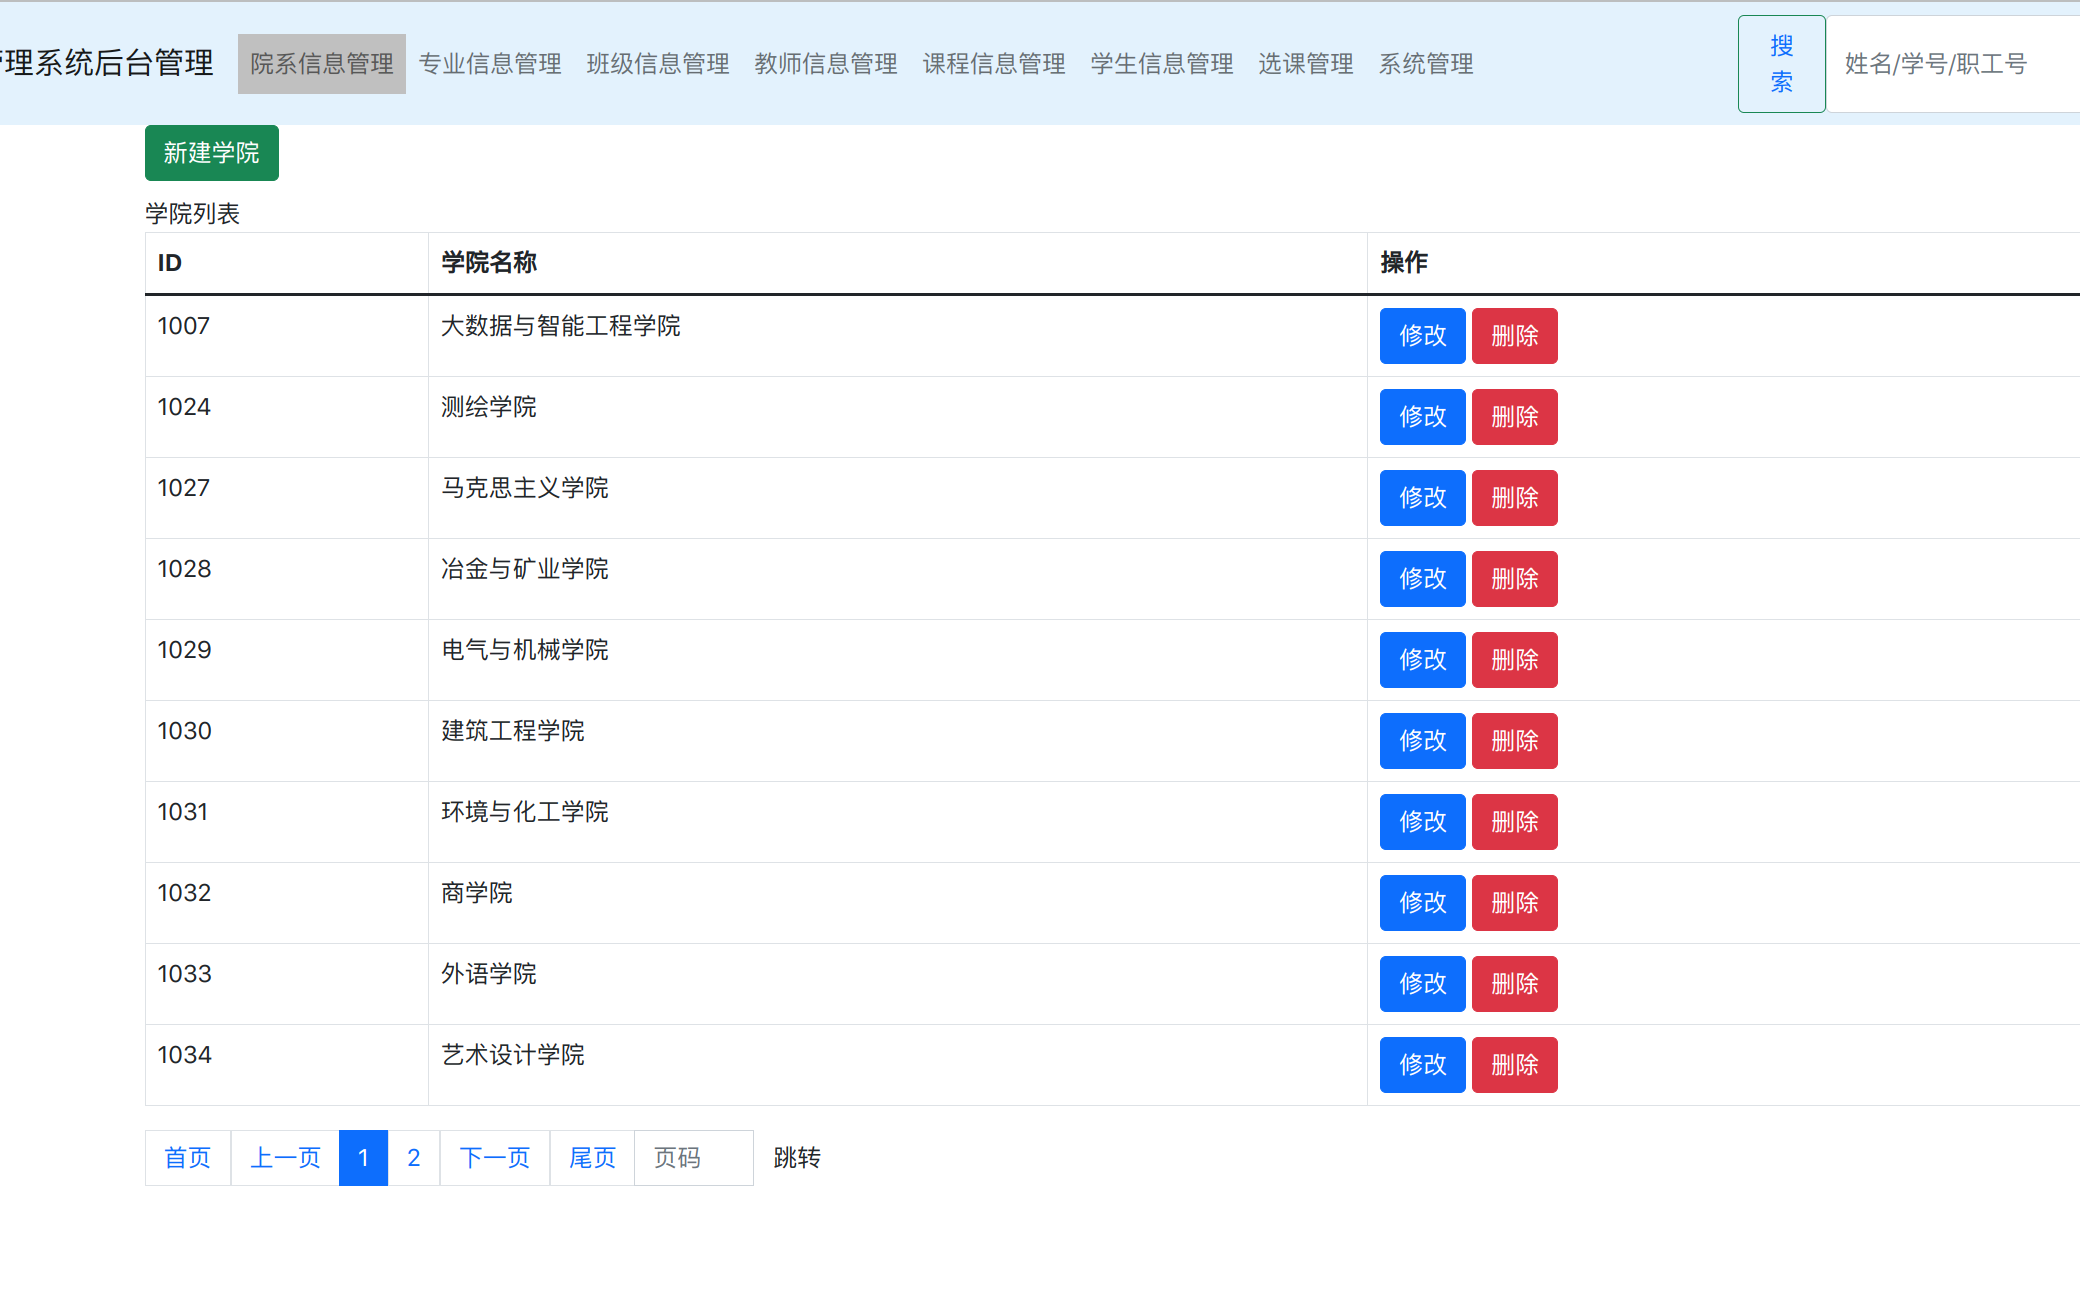 理系统后台管理 院系信息管理 专业信息管理 班级信息管理 教师信息管理 课程信息管理 学生信息管理 选课管理 系统管理 搜索 姓名/学号/职工号
新建学院
学院列表
ID 学院名称 操作
1007 大数据与智能工程学院 修改 删除
1024 测绘学院 修改 删除
1027 马克思主义学院 修改 删除
1028 冶金与矿业学院 修改 删除
1029 电气与机械学院 修改 删除
1030 建筑工程学院 修改 删除
1031 环境与化工学院 修改 删除
1032 商学院 修改 删除
1033 外语学院 修改 删除
1034 艺术设计学院 修改 删除
首页 上一页 1 2 下一页 尾页 页码 跳转